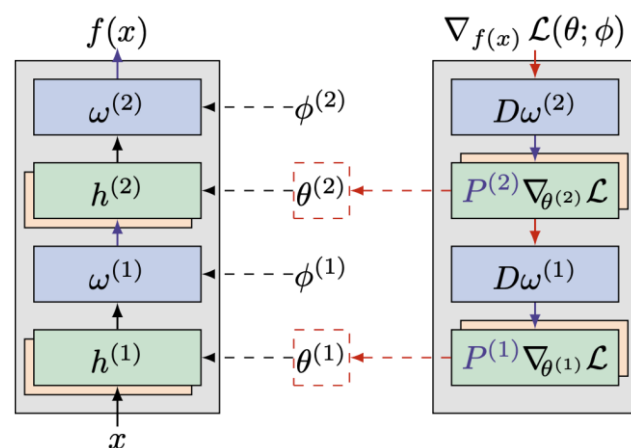 f(x)
∇_{f(x)} ℒ(θ; ϕ)
ω^{(2)}
ϕ^{(2)}
Dω^{(2)}
h^{(2)}
θ^{(2)}
P^{(2)}∇_{θ^{(2)}}ℒ
ω^{(1)}
ϕ^{(1)}
Dω^{(1)}
h^{(1)}
θ^{(1)}
P^{(1)}∇_{θ^{(1)}}ℒ
x